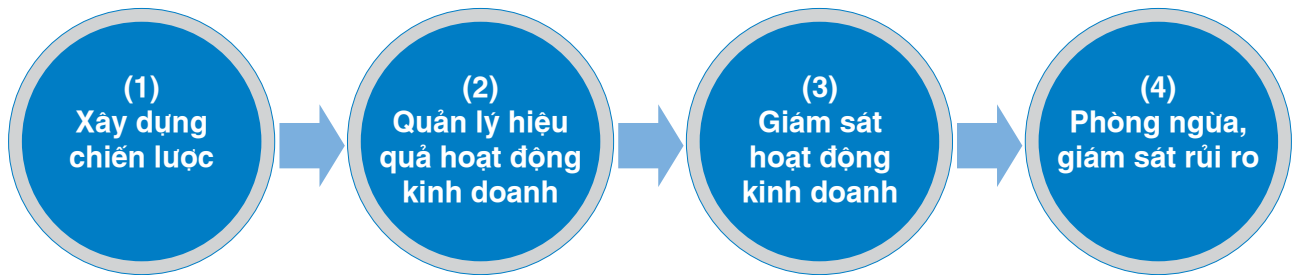 (1)
Xây dựng
chiến lược
(2)
Quản lý hiệu
quả hoạt động
kinh doanh
(3)
Giám sát
hoạt động
kinh doanh
(4)
Phòng ngừa,
giám sát rủi ro